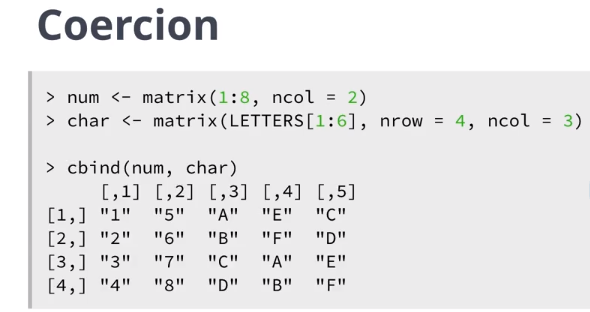 Coercion
> num <- matrix(1:8, ncol = 2)
> char <- matrix(LETTERS[1:6], nrow = 4, ncol = 3)
> cbind(num, char)
     [,1] [,2] [,3] [,4] [,5]
[1,] "1"  "5"  "A"  "E"  "C"
[2,] "2"  "6"  "B"  "F"  "D"
[3,] "3"  "7"  "C"  "A"  "E"
[4,] "4"  "8"  "D"  "B"  "F"